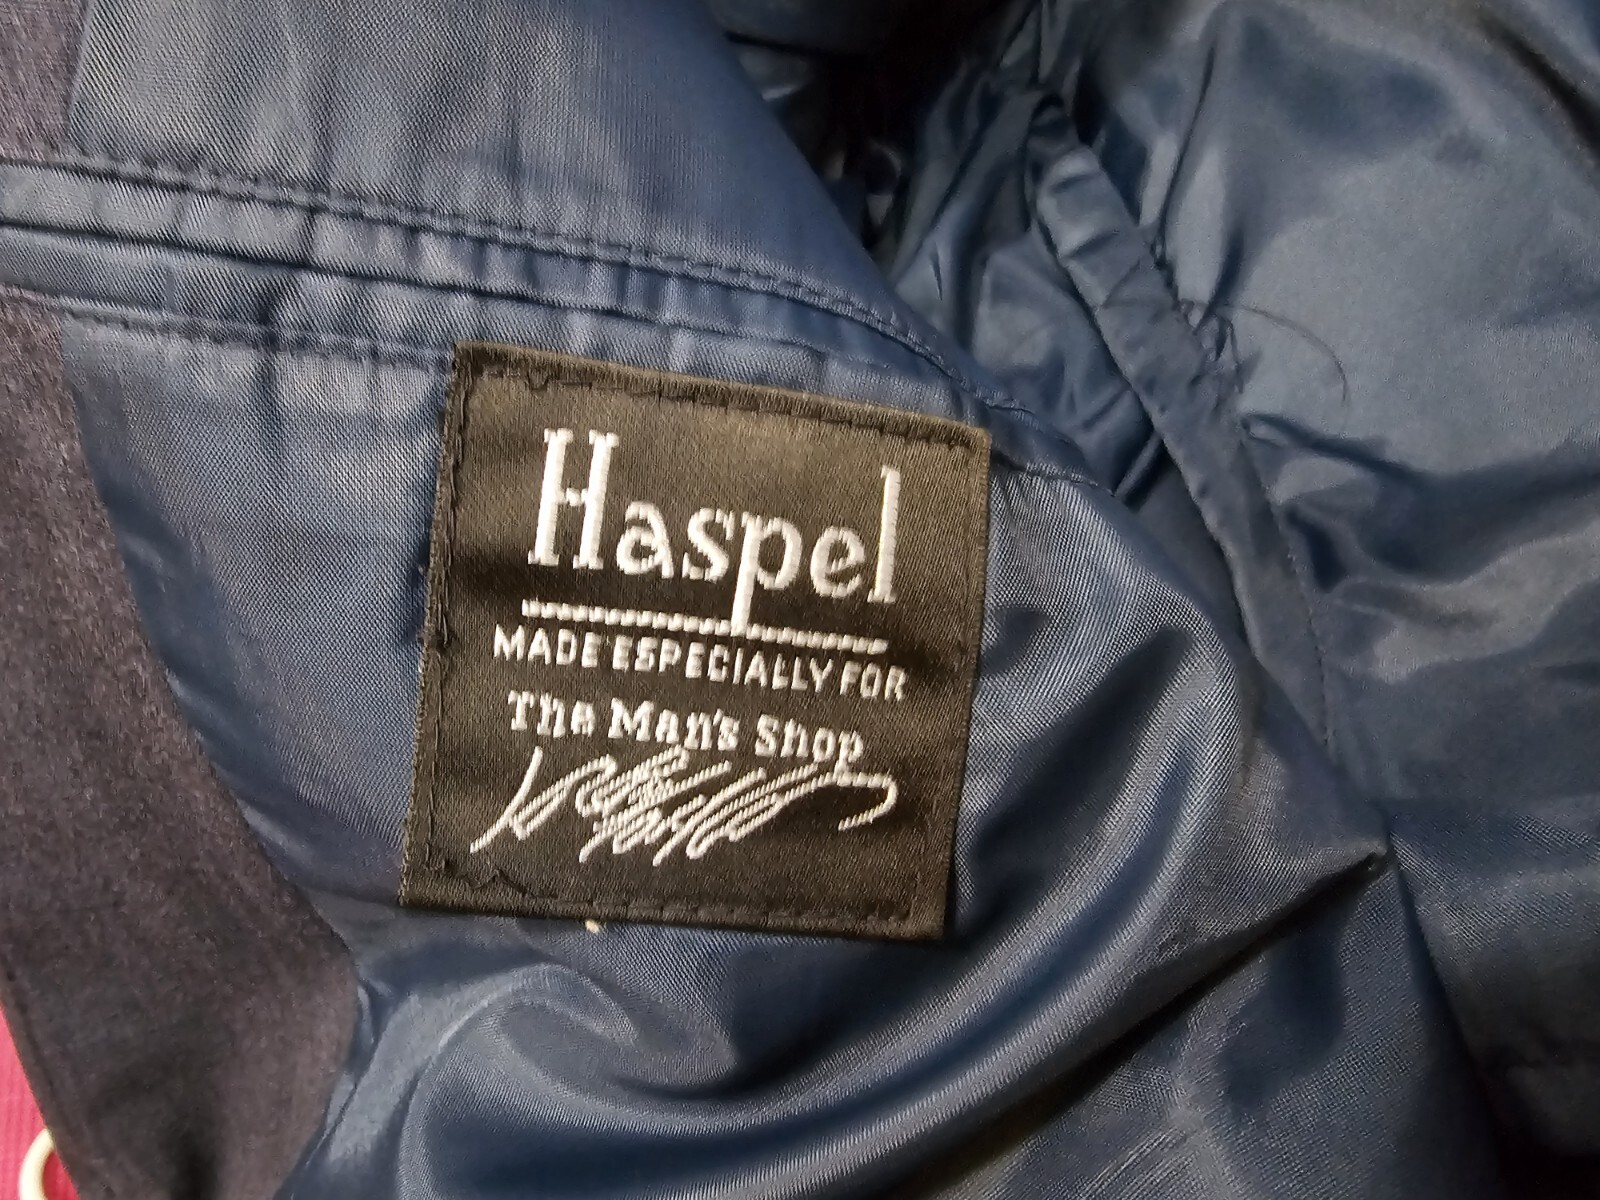 Haspel
MADE ESPECIALLY FOR
The Man's Shop